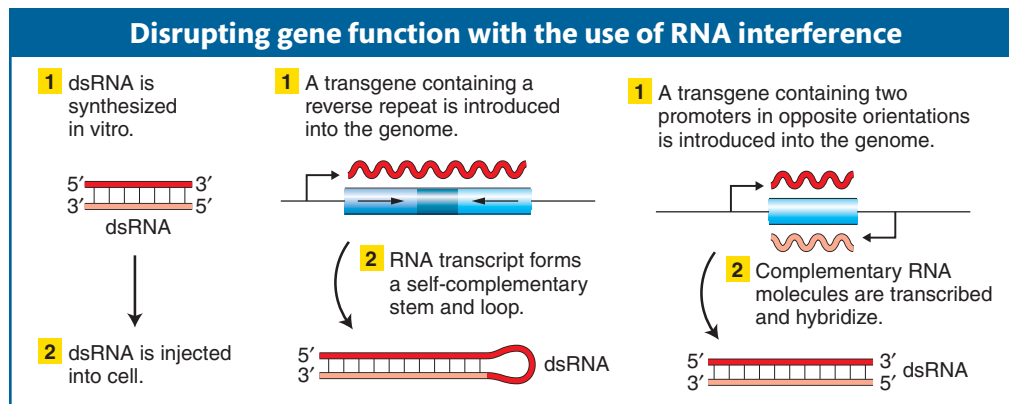 Disrupting gene function with the use of RNA interference
1 dsRNA is
synthesized
in vitro.
5′ 3′
3′ 5′
dsRNA
2 dsRNA is injected
into cell.
1 A transgene containing a
reverse repeat is introduced
into the genome.
2 RNA transcript forms
a self-complementary
stem and loop.
5′
3′
dsRNA
1 A transgene containing two
promoters in opposite orientations
is introduced into the genome.
2 Complementary RNA
molecules are transcribed
and hybridize.
5′ 3′
3′ 5′
dsRNA